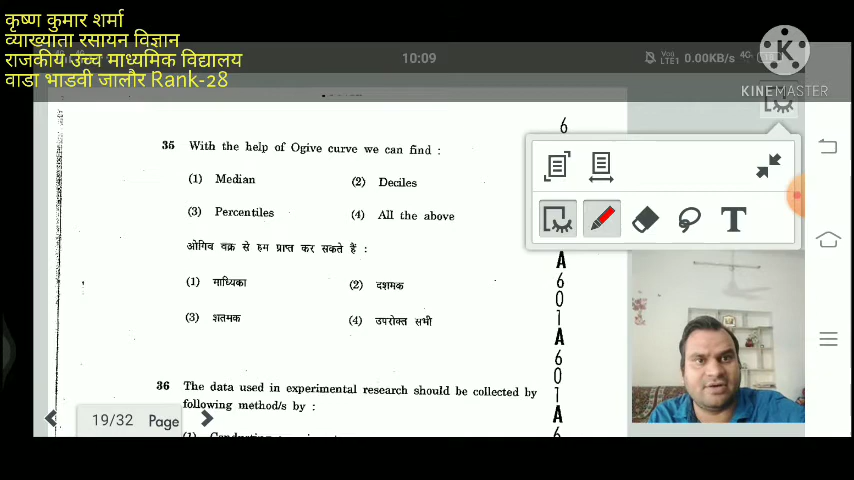 कृष्ण कुमार शर्मा
व्याख्याता रसायन विज्ञान
राजकीय उच्च माध्यमिक विद्यालय
वाडा भाडवी जालौर Rank-28
10:09
Von LTE1 0.00KB/s 4G
K
KINEMASTER
6
35 With the help of Ogive curve we can find :
(1) Median (2) Deciles
(3) Percentiles (4) All the above
ओगिव वक्र से हम प्राप्त कर सकते हैं :
(1) माध्यिका (2) दशमक
(3) शतमक (4) उपरोक्त सभी
T
A
6
0
1
A
6
0
1
A
36 The data used in experimental research should be collected by
following method/s by :
19/32 Page